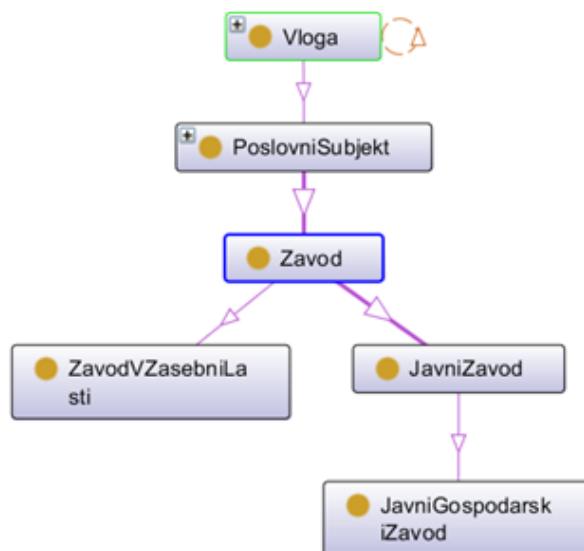 Vloga
PoslovniSubjekt
Zavod
ZavodVZasebniLa
sti
JavniZavod
JavniGospodarsk
iZavod